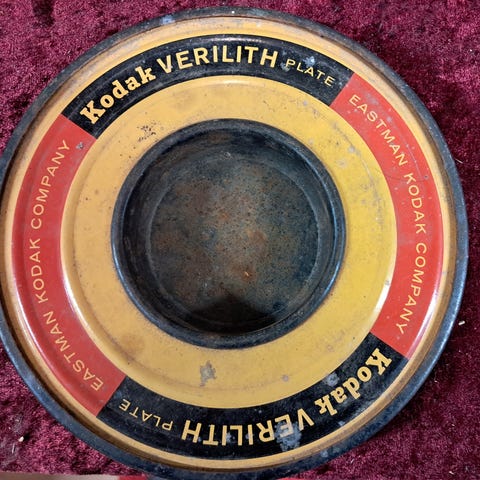 Kodak VERILITH PLATE
EASTMAN KODAK COMPANY
Kodak VERILITH PLATE
EASTMAN KODAK COMPANY